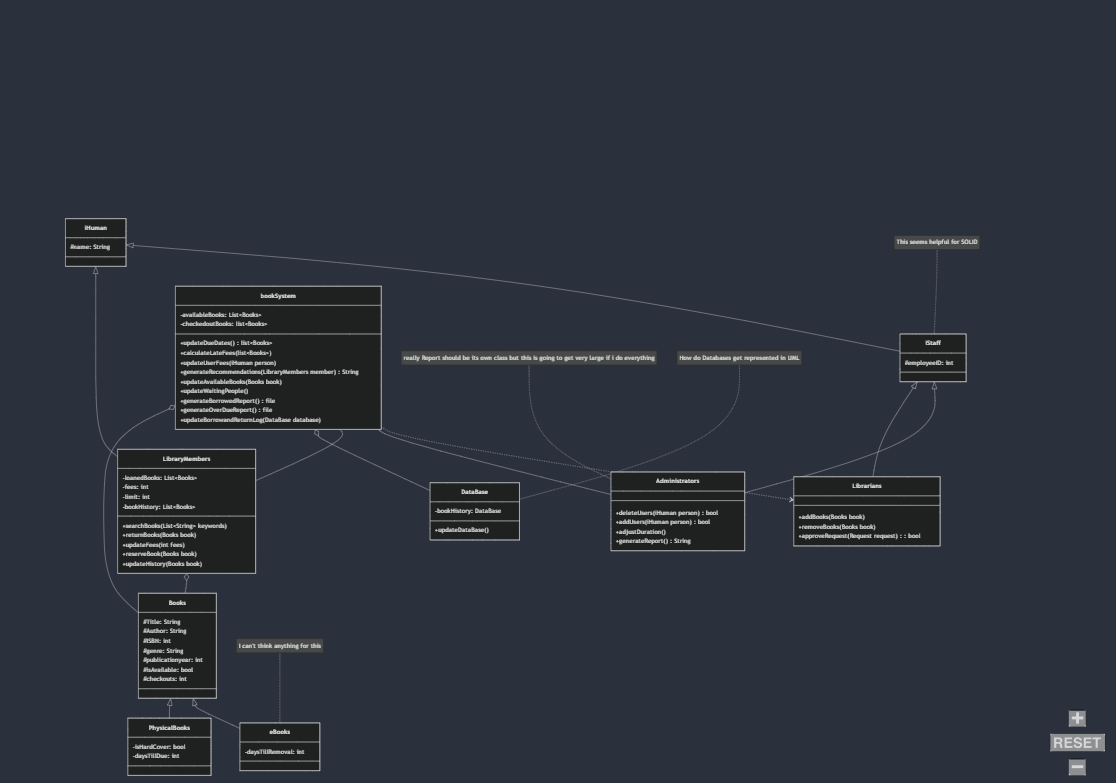 iHuman
#name: String
This seems helpful for SOLID
bookSystem
-availableBooks: List<Books>
-checkedoutBooks: list<Books>
+updateDueDates() : list<Books>
+calculateLateFees(list<Books>)
+updateUserFees(iHuman person)
+generateRecommendations(LibraryMembers member) : String
+updateAvailableBooks(Books book)
+updateWaitingPeople()
+generateBorrowedReport() : file
+generateOverDueReport() : file
+updateBorrowandReturnLog(DataBase database)
really Report should be its own class but this is going to get very large if i do everything
How do Databases get represented in UML
iStaff
#employeeID: int
LibraryMembers
-loanedBooks: List<Books>
-fees: int
-limit: int
-bookHistory: List<Books>
+searchBooks(List<String> keywords)
+returnBooks(Books book)
+updateFees(int fees)
+reserveBook(Books book)
+updateHistory(Books book)
DataBase
-bookHistory: DataBase
+updateDataBase()
Administrators
+deleteUsers(iHuman person) : bool
+addUsers(iHuman person) : bool
+adjustDuration()
+generateReport() : String
Librarians
+addBooks(Books book)
+removeBooks(Books book)
+approveRequest(Request request) : : bool
Books
#Title: String
#Author: String
#ISBN: int
#genre: String
#publicationyear: int
#isAvailable: bool
#checkouts: int
I can't think anything for this
PhysicalBooks
-isHardCover: bool
-daysTillDue: int
eBooks
-daysTillRemoval: int
+
RESET
−